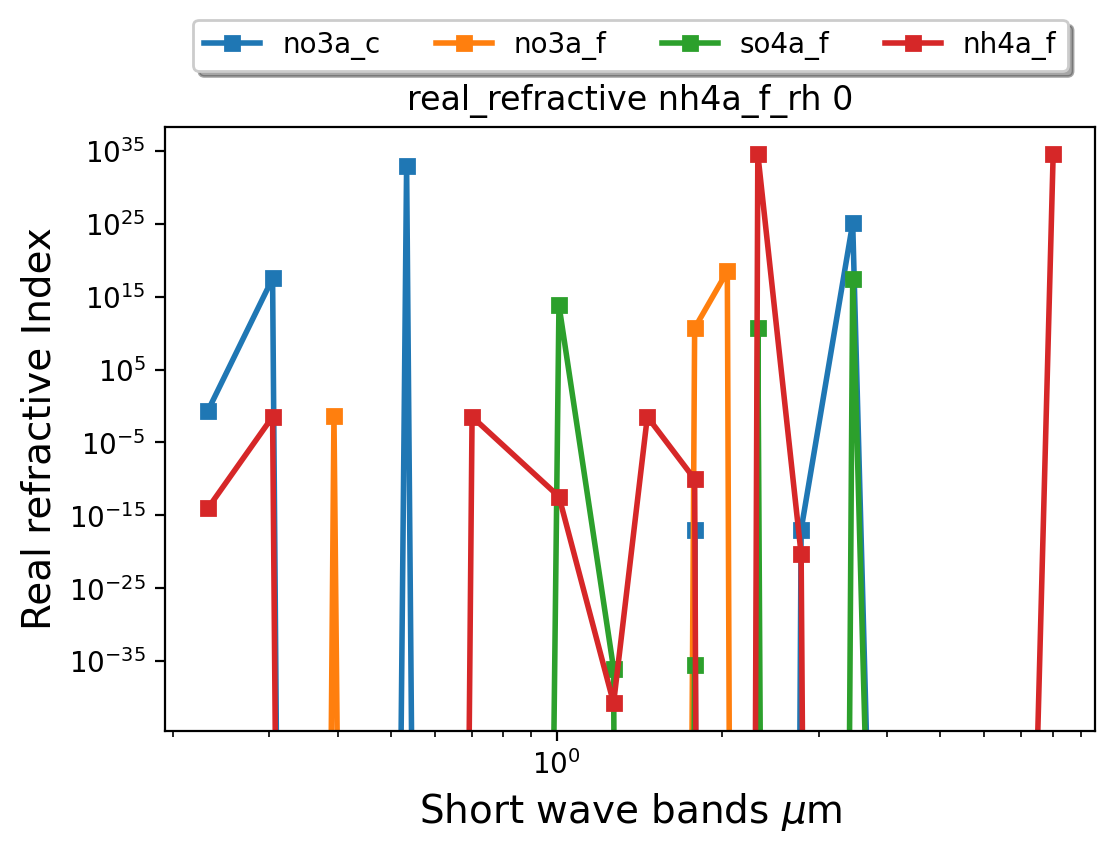 no3a_c no3a_f so4a_f nh4a_f
real_refractive nh4a_f_rh 0
10^35
10^25
10^15
10^5
10^−5
10^−15
10^−25
10^−35
Real refractive Index
10^0
Short wave bands μm